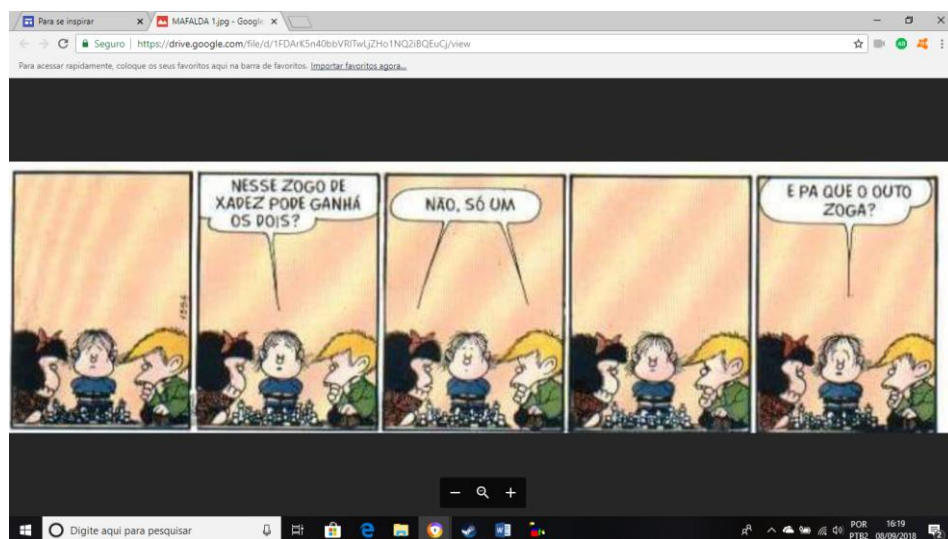 Para se inspirar
MAFALDA 1.jpg - Google
Seguro | https://drive.google.com/file/d/1FDArK5n40bbVRlTwLjZHo1NQ2iBQEuCj/view
Para acessar rapidamente, coloque os seus favoritos aqui na barra de favoritos. Importar favoritos agora...
NESSE ZOGO DE
XADEZ PODE GANHÁ
OS DOIS?
NÃO, SÓ UM
E PA QUE O OUTO
ZOGA?
1594
Digite aqui para pesquisar
POR 16:19
PTB2 08/09/2018